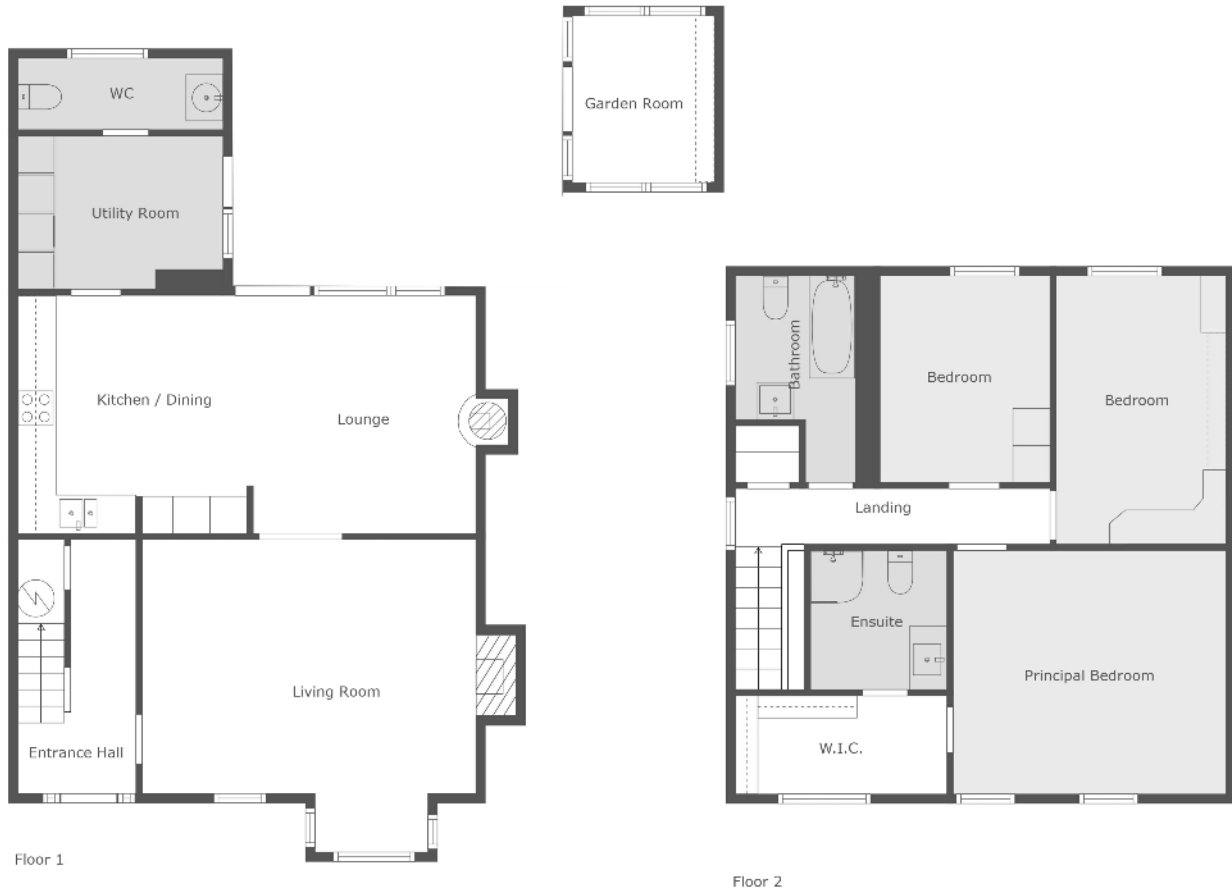 WC
Utility Room
Kitchen / Dining
Lounge
Living Room
Entrance Hall
Floor 1
Garden Room
Bathroom
Bedroom
Bedroom
Landing
Ensuite
Principal Bedroom
W.I.C.
Floor 2